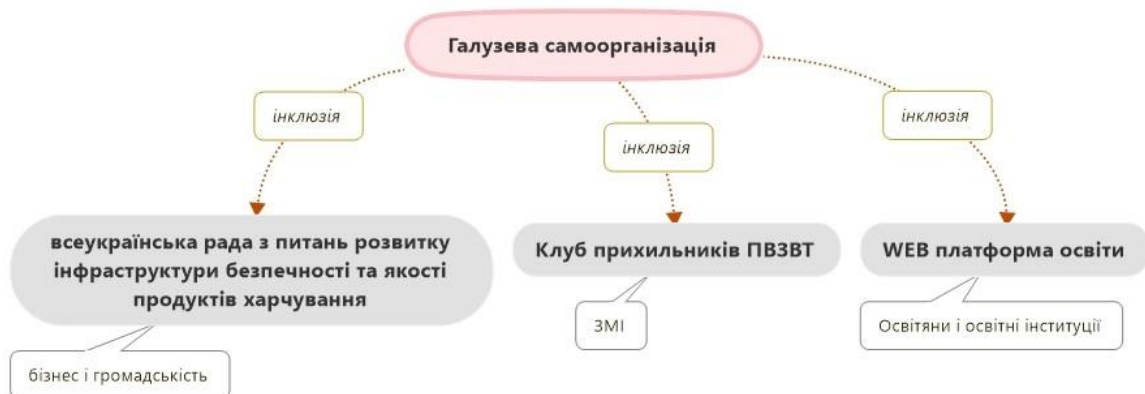 Галузева самоорганізація
інклюзія
інклюзія
інклюзія
всеукраїнська рада з питань розвитку
інфраструктури безпечності та якості
продуктів харчування
Клуб прихильників ПВЗВТ
WEB платформа освіти
бізнес і громадськість
ЗМІ
Освітяни і освітні інституції